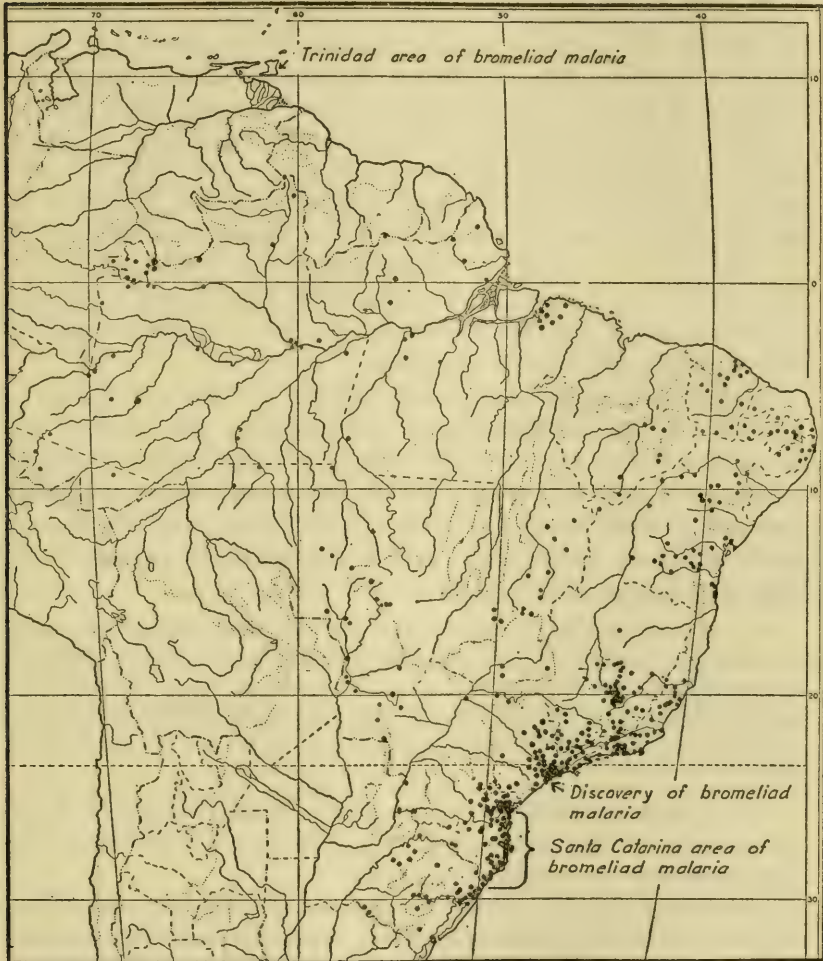 70
60
50
40
Trinidad area of bromeliad malaria
10
0
10
20
Discovery of bromeliad
malaria
Santa Catarina area of
bromeliad malaria
30